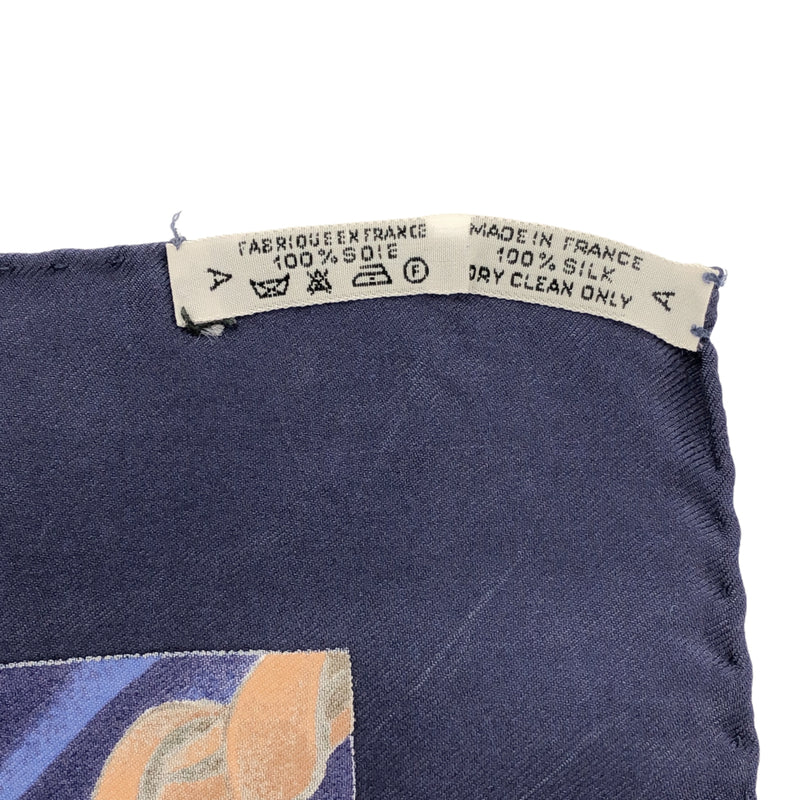 FABRIQUE EN FRANCE
100% SOIE
A
F
MADE IN FRANCE
100% SILK
DRY CLEAN ONLY
A